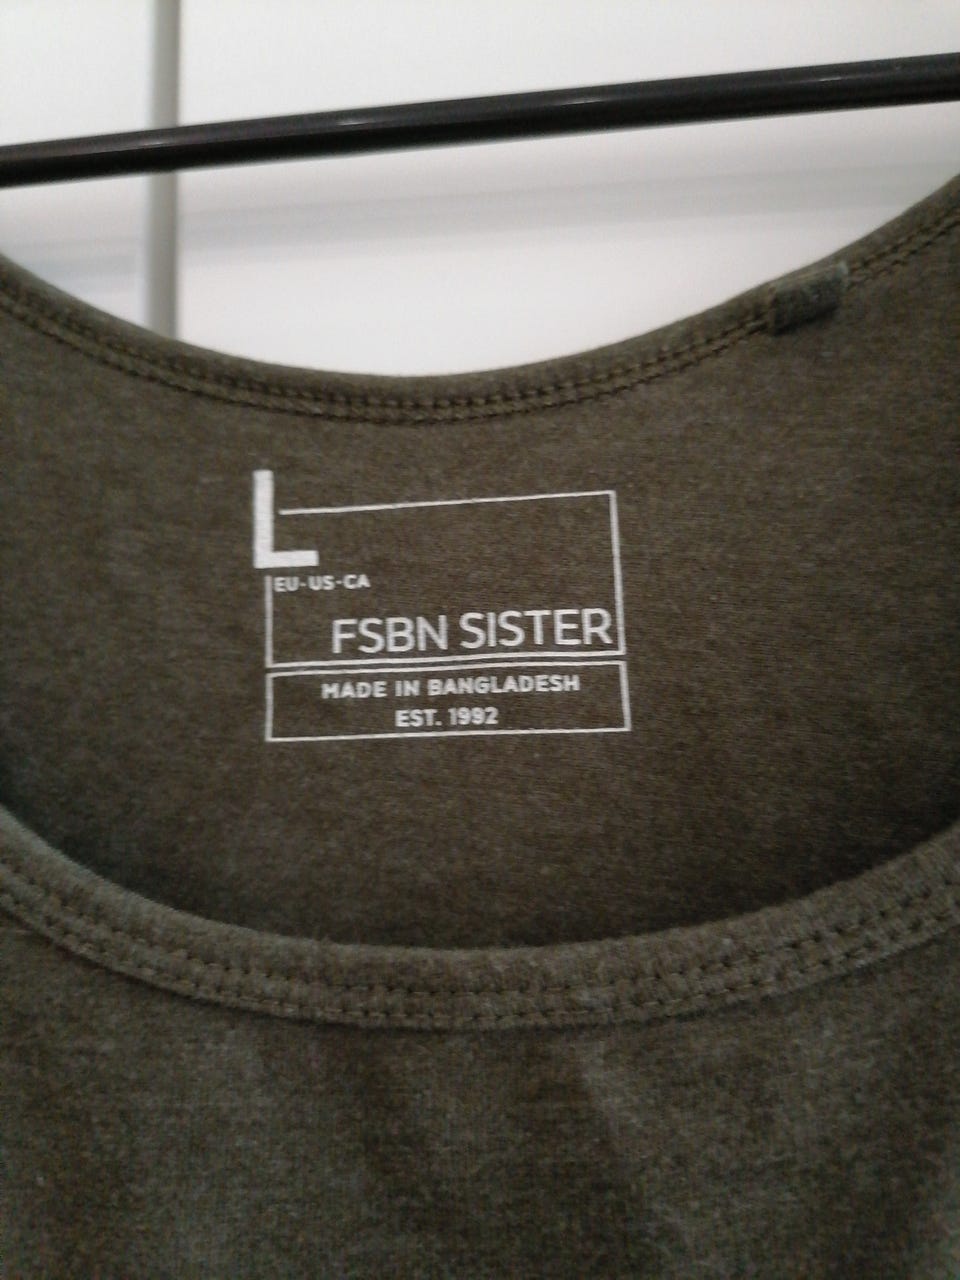 L
EU·US·CA
FSBN SISTER
MADE IN BANGLADESH
EST. 1992